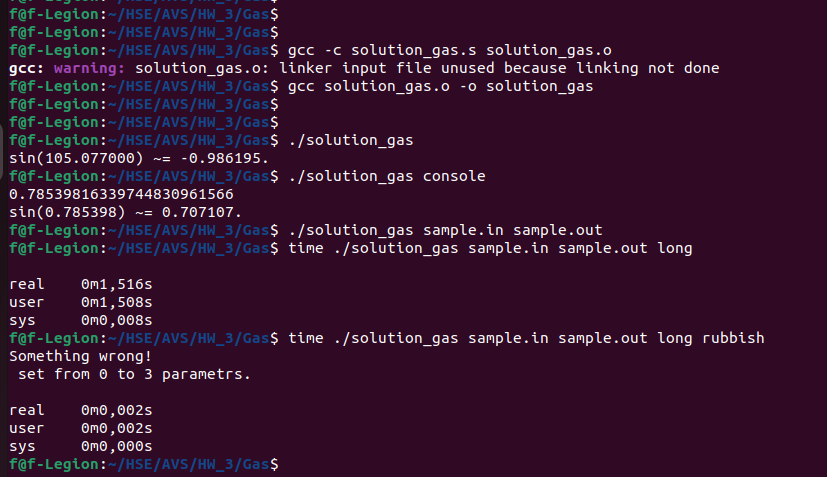 f@f-Legion:~/HSE/AVS/HW_3/Gas$
f@f-Legion:~/HSE/AVS/HW_3/Gas$
f@f-Legion:~/HSE/AVS/HW_3/Gas$ gcc -c solution_gas.s solution_gas.o
gcc: warning: solution_gas.o: linker input file unused because linking not done
f@f-Legion:~/HSE/AVS/HW_3/Gas$ gcc solution_gas.o -o solution_gas
f@f-Legion:~/HSE/AVS/HW_3/Gas$
f@f-Legion:~/HSE/AVS/HW_3/Gas$
f@f-Legion:~/HSE/AVS/HW_3/Gas$ ./solution_gas
sin(105.077000) ~= -0.986195.
f@f-Legion:~/HSE/AVS/HW_3/Gas$ ./solution_gas console
0.78539816339744830961566
sin(0.785398) ~= 0.707107.
f@f-Legion:~/HSE/AVS/HW_3/Gas$ ./solution_gas sample.in sample.out
f@f-Legion:~/HSE/AVS/HW_3/Gas$ time ./solution_gas sample.in sample.out long
real 0m1,516s
user 0m1,508s
sys 0m0,008s
f@f-Legion:~/HSE/AVS/HW_3/Gas$ time ./solution_gas sample.in sample.out long rubbish
Something wrong!
set from 0 to 3 parametrs.
real 0m0,002s
user 0m0,002s
sys 0m0,000s
f@f-Legion:~/HSE/AVS/HW_3/Gas$